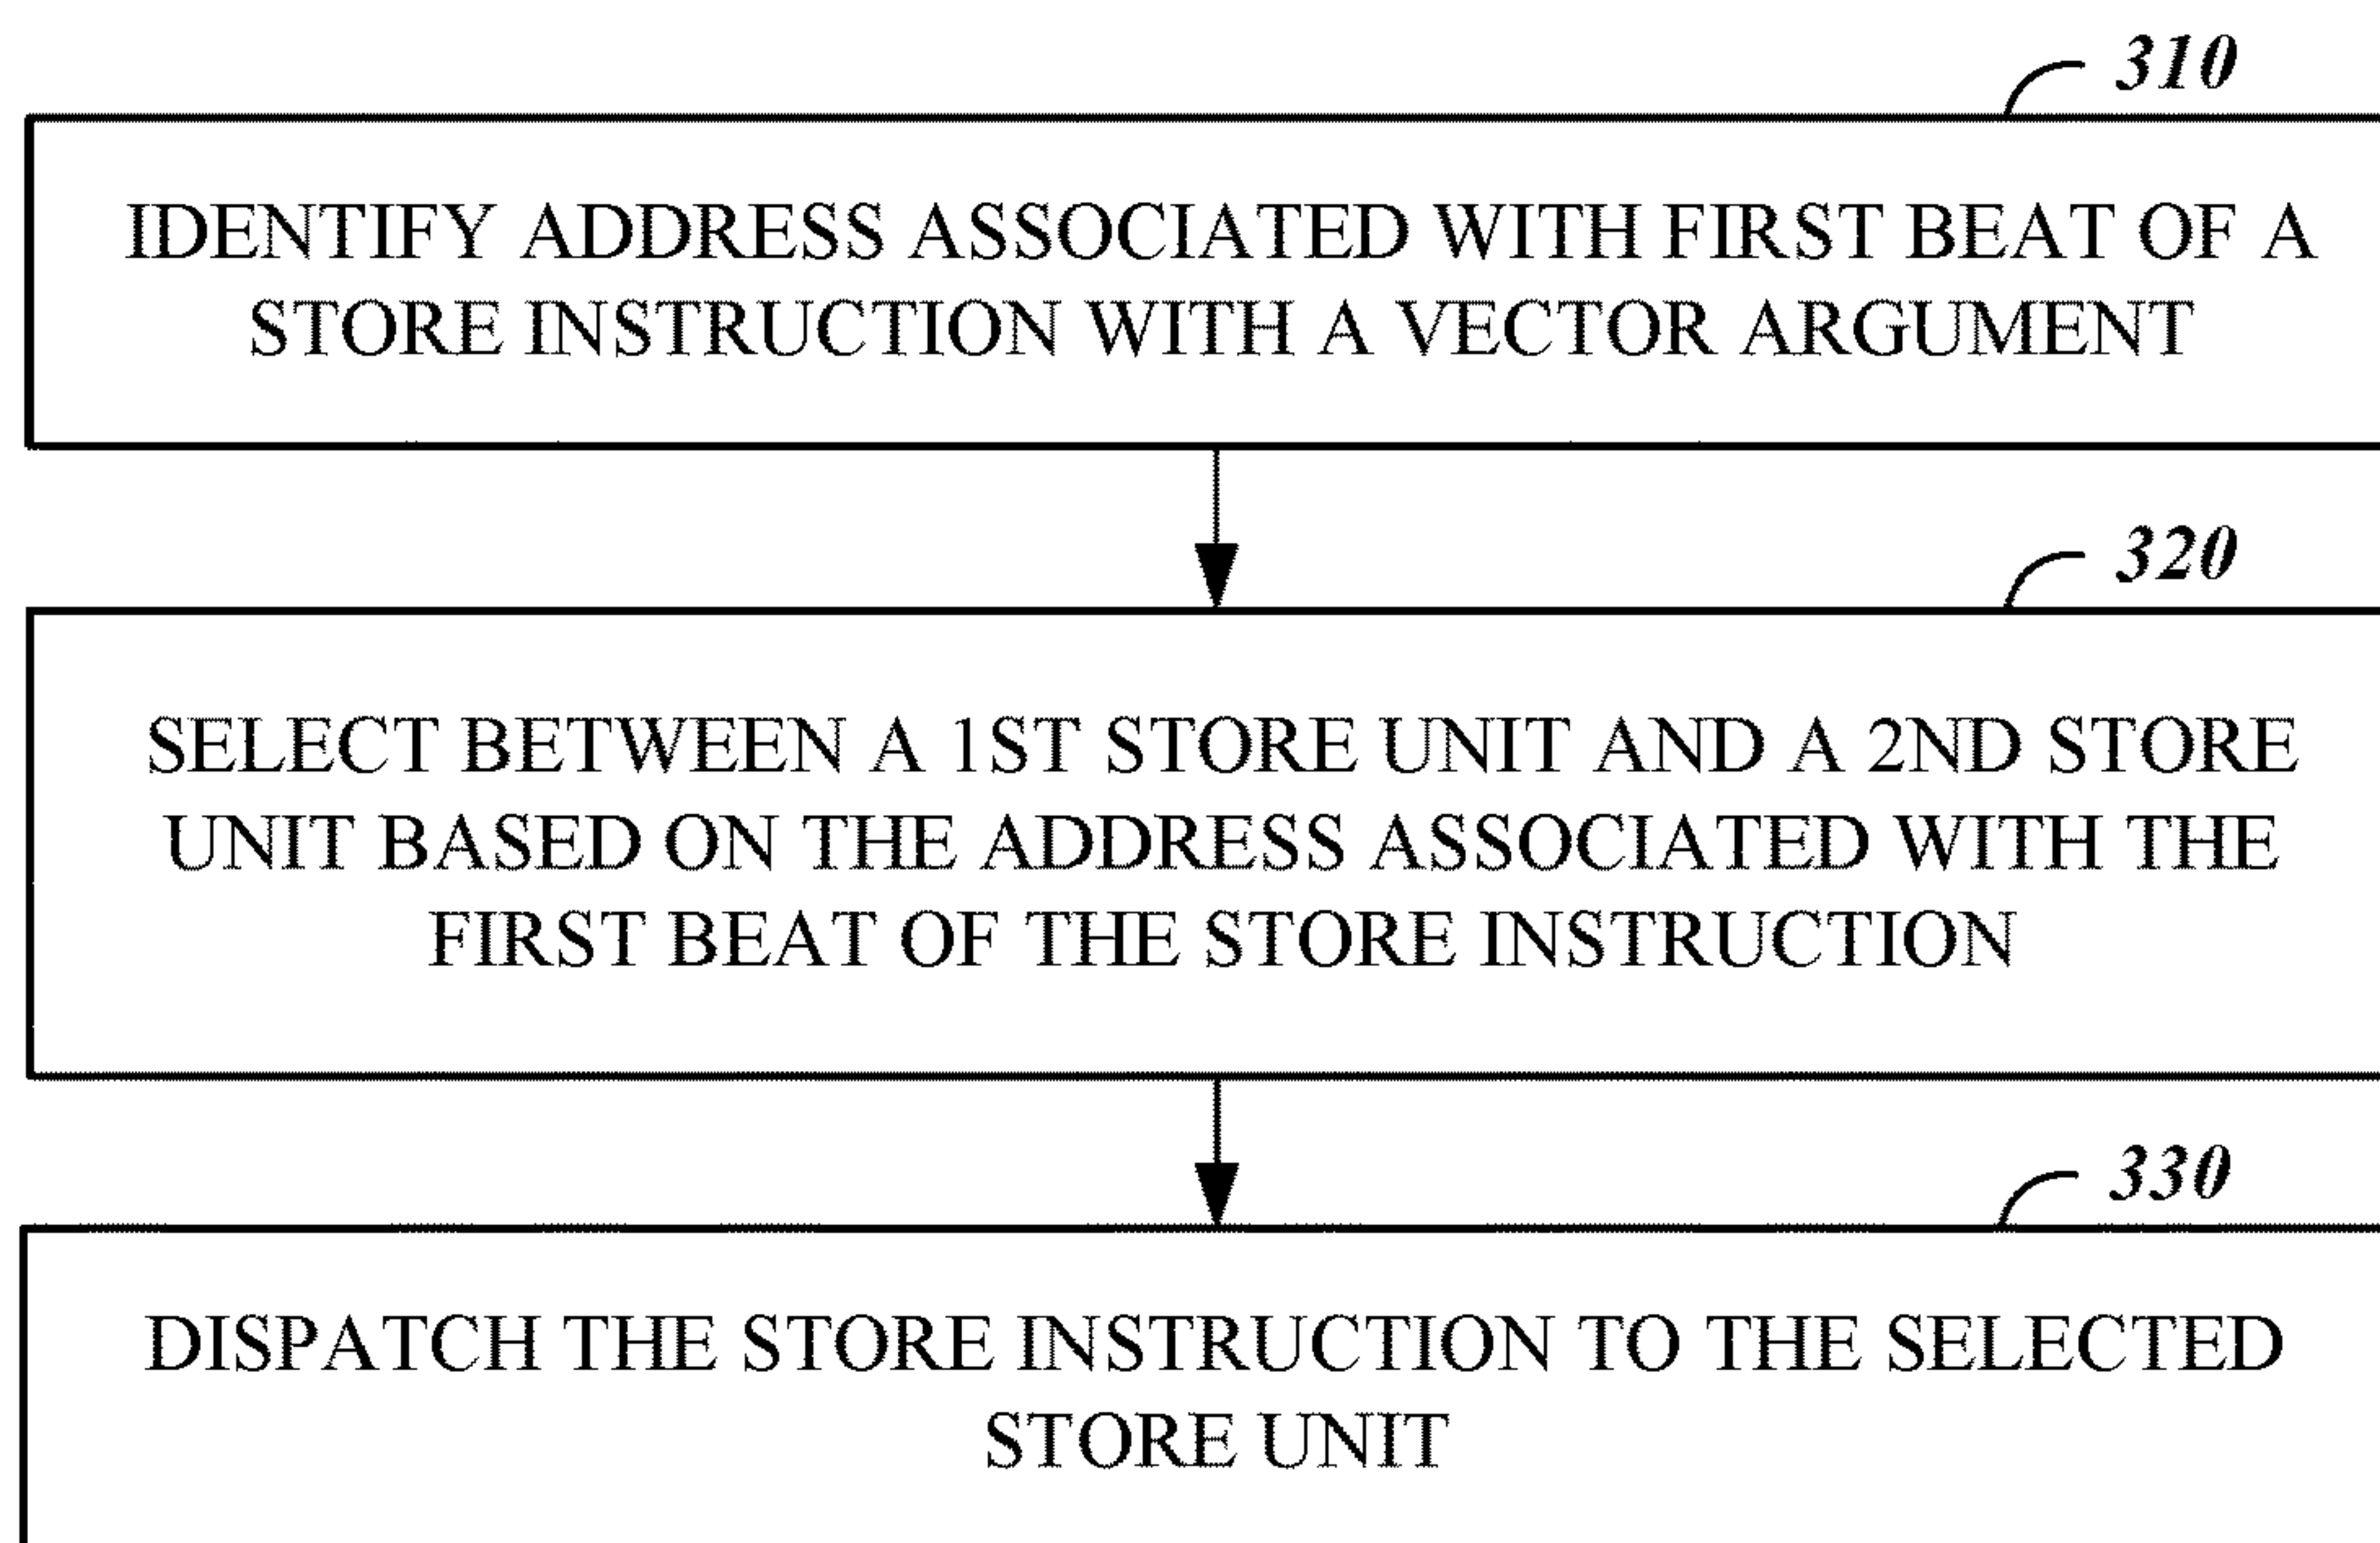 310
IDENTIFY ADDRESS ASSOCIATED WITH FIRST BEAT OF A
STORE INSTRUCTION WITH A VECTOR ARGUMENT
320
SELECT BETWEEN A 1ST STORE UNIT AND A 2ND STORE
UNIT BASED ON THE ADDRESS ASSOCIATED WITH THE
FIRST BEAT OF THE STORE INSTRUCTION
330
DISPATCH THE STORE INSTRUCTION TO THE SELECTED
STORE UNIT